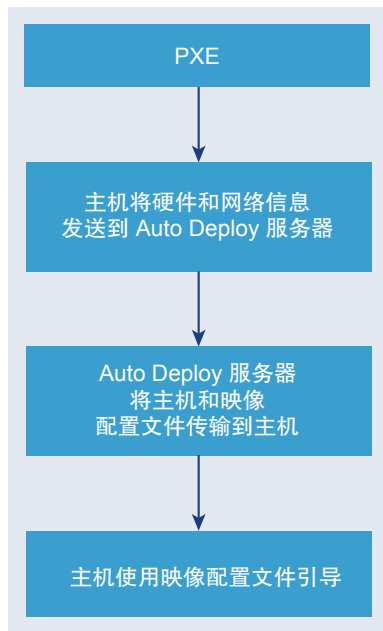 PXE
主机将硬件和网络信息
发送到 Auto Deploy 服务器
Auto Deploy 服务器
将主机和映像
配置文件传输到主机
主机使用映像配置文件引导